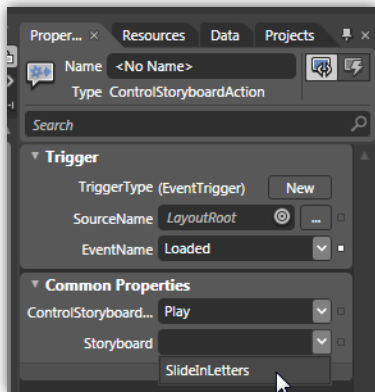 Proper... × Resources Data Projects
Name <No Name>
Type ControlStoryboardAction
Search
Trigger
TriggerType (EventTrigger) New
SourceName LayoutRoot ...
EventName Loaded
Common Properties
ControlStoryboard... Play
Storyboard
SlideInLetters